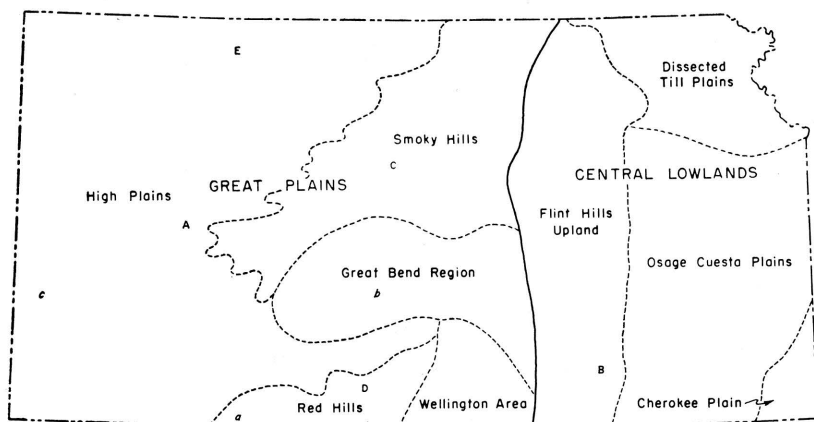 E
Dissected
Till Plains
Smoky Hills
C
GREAT PLAINS
CENTRAL LOWLANDS
High Plains
A
Flint Hills
Upland
Great Bend Region
Osage Cuesta Plains
c
b
B
D
Red Hills
Wellington Area
Cherokee Plain
a